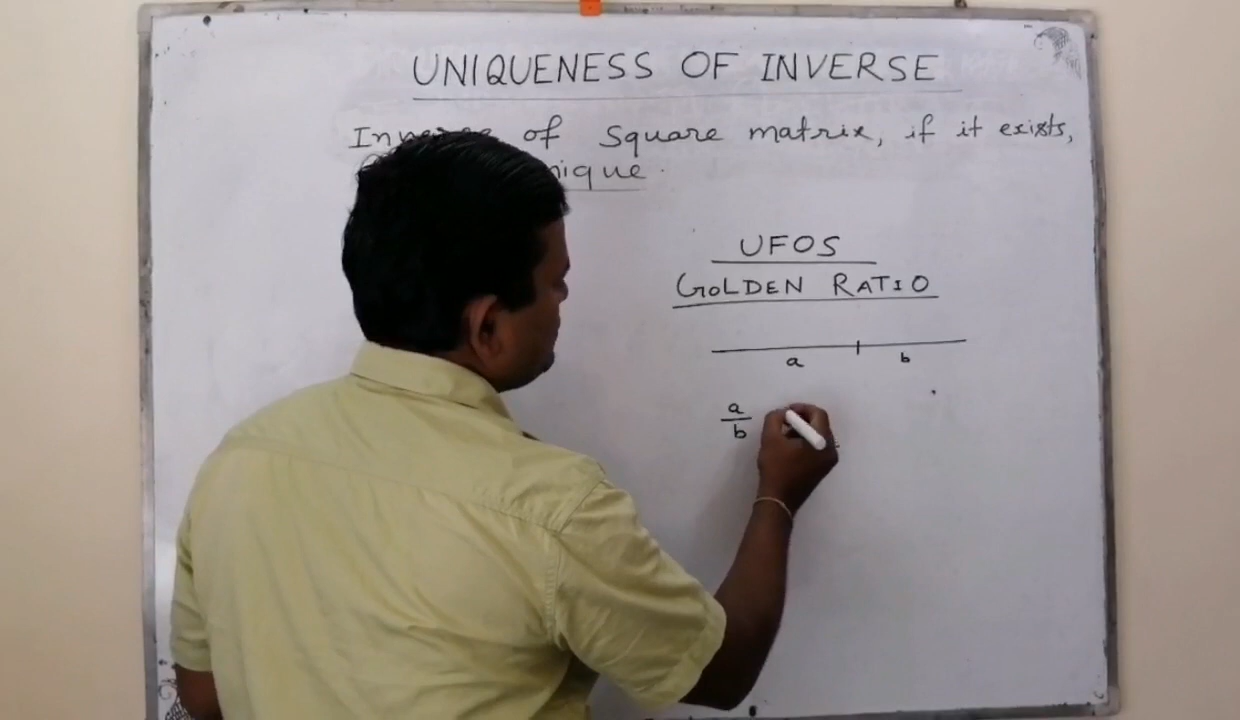 UNIQUENESS OF INVERSE
of square matrix, if it exists,
UFOS
GOLDEN RATIO
a b
a
b